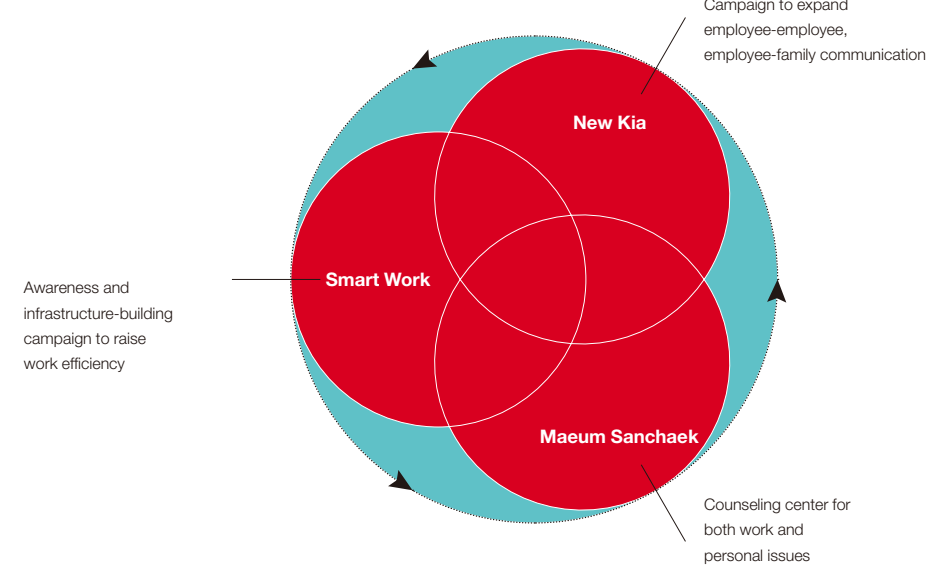 Campaign to expand
employee-employee,
employee-family communication
New Kia
Smart Work
Awareness and
infrastructure-building
campaign to raise
work efficiency
Maeum Sanchaek
Counseling center for
both work and
personal issues